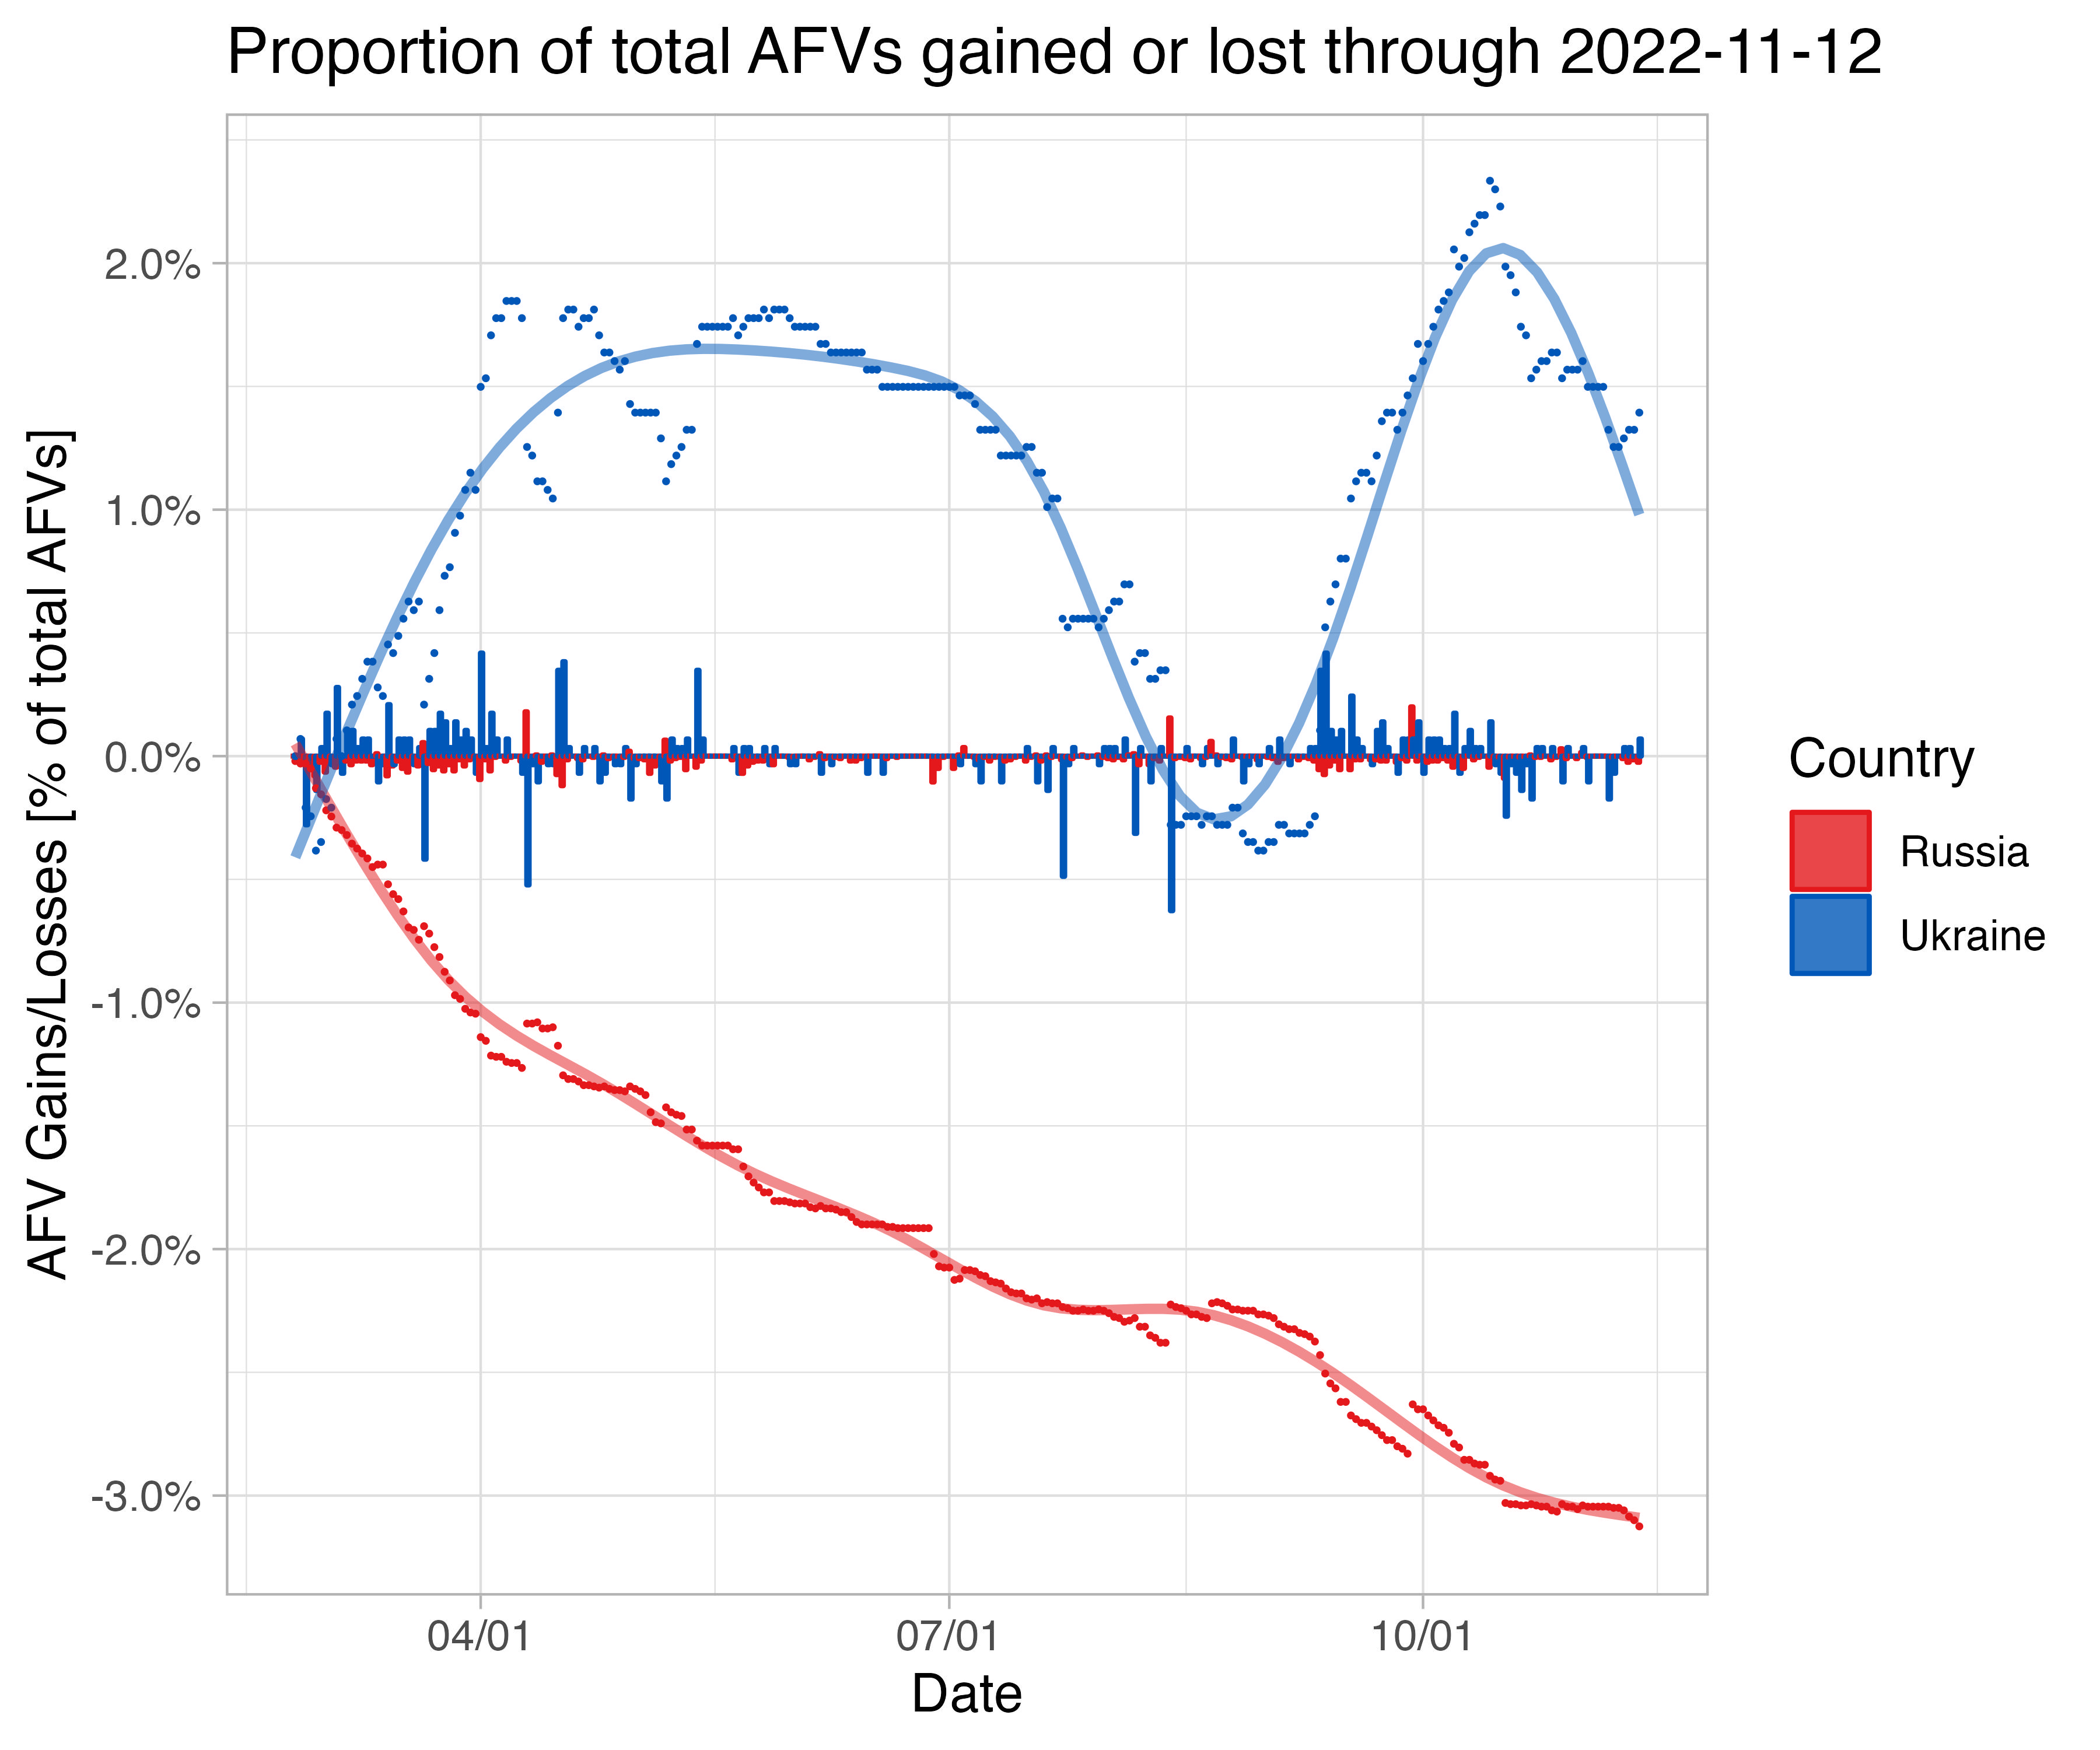 Proportion of total AFVs gained or lost through 2022-11-12
AFV Gains/Losses [% of total AFVs]
2.0%
1.0%
0.0%
-1.0%
-2.0%
-3.0%
04/01
07/01
10/01
Date
Country
Russia
Ukraine